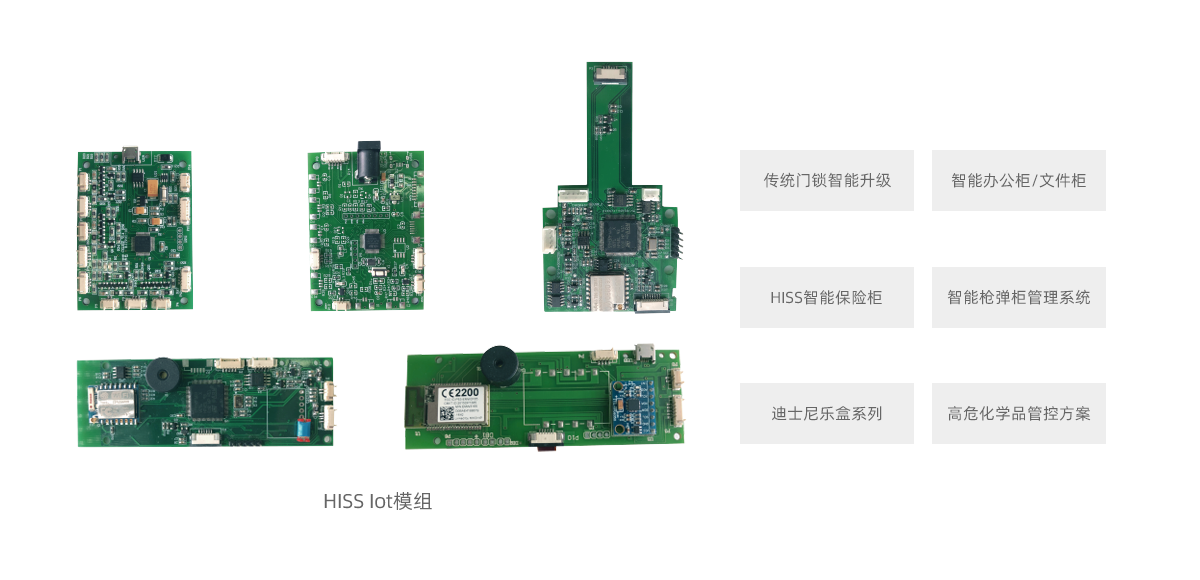 传统门锁智能升级
智能办公柜/文件柜
HISS智能保险柜
智能枪弹柜管理系统
CE2200
迪士尼乐盒系列
高危化学品管控方案
HISS Iot模组